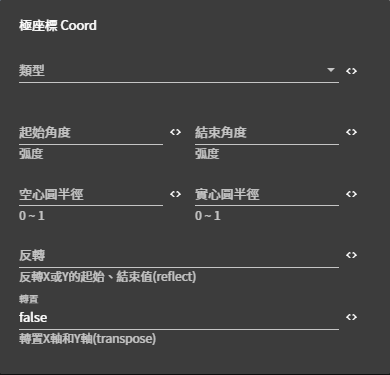 極座標 Coord
類型
起始角度
結束角度
弧度
弧度
空心圓半徑
實心圓半徑
0 ~ 1
0 ~ 1
反轉
反轉X或Y的起始、結束值(reflect)
轉置
false
轉置X軸和Y軸(transpose)